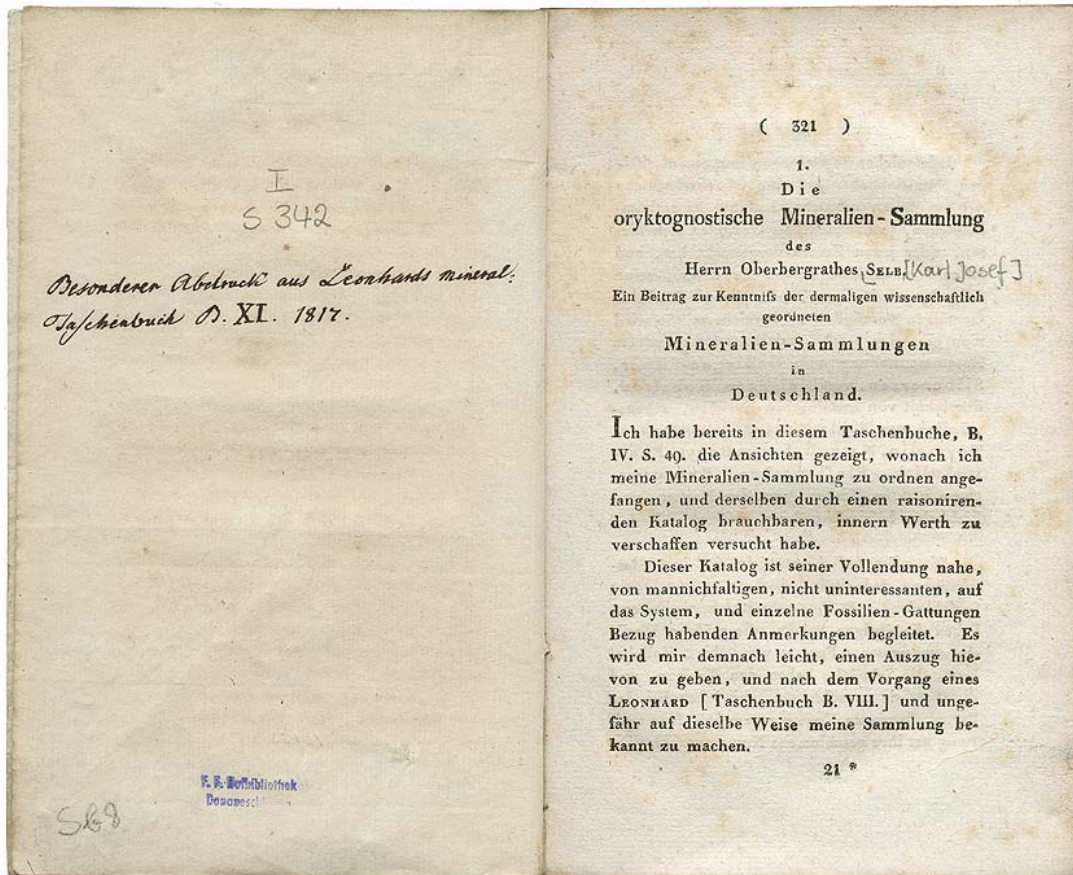 I
S 342
Besonderer Abdruck aus Leonhards mineral:
Taschenbuch B. XI. 1817.
F. F. Hofbibliothek
( 321 )
1.
Die
oryktognostische Mineralien-Sammlung
des
Herrn Oberbergrathes SELB [Karl Josef]
Ein Beitrag zur Kenntniſs der dermaligen wissenschaftlich
geordneten
Mineralien-Sammlungen
in
Deutschland.
Ich habe bereits in diesem Taschenbuche, B.
IV. S. 49. die Ansichten gezeigt, wonach ich
meine Mineralien-Sammlung zu ordnen ange-
fangen, und derselben durch einen raisoniren-
den Katalog brauchbaren, innern Werth zu
verschaffen versucht habe.
Dieser Katalog ist seiner Vollendung nahe,
von mannichfaltigen, nicht uninteressanten, auf
das System, und einzelne Fossilien-Gattungen
Bezug habenden Anmerkungen begleitet. Es
wird mir demnach leicht, einen Auszug hie-
von zu geben, und nach dem Vorgang eines
LEONHARD [Taschenbuch B. VIII.] und unge-
fähr auf dieselbe Weise meine Sammlung be-
kannt zu machen.
21 *